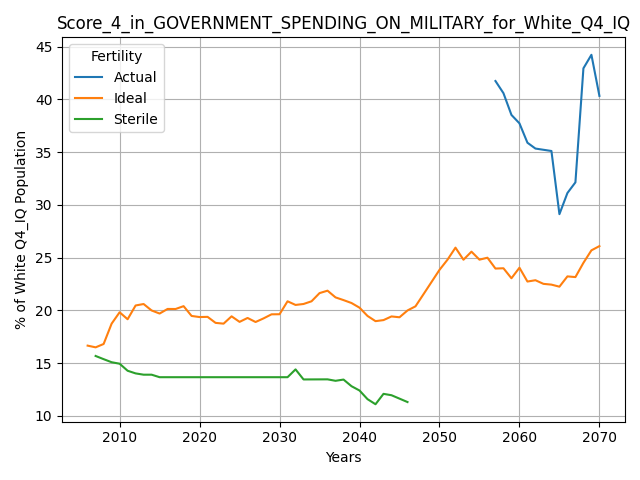 Score_4_in_GOVERNMENT_SPENDING_ON_MILITARY_for_White_Q4_IQ
Fertility
Actual
Ideal
Sterile
% of White Q4_IQ Population
45
40
35
30
25
20
15
10
2010 2020 2030 2040 2050 2060 2070
Years